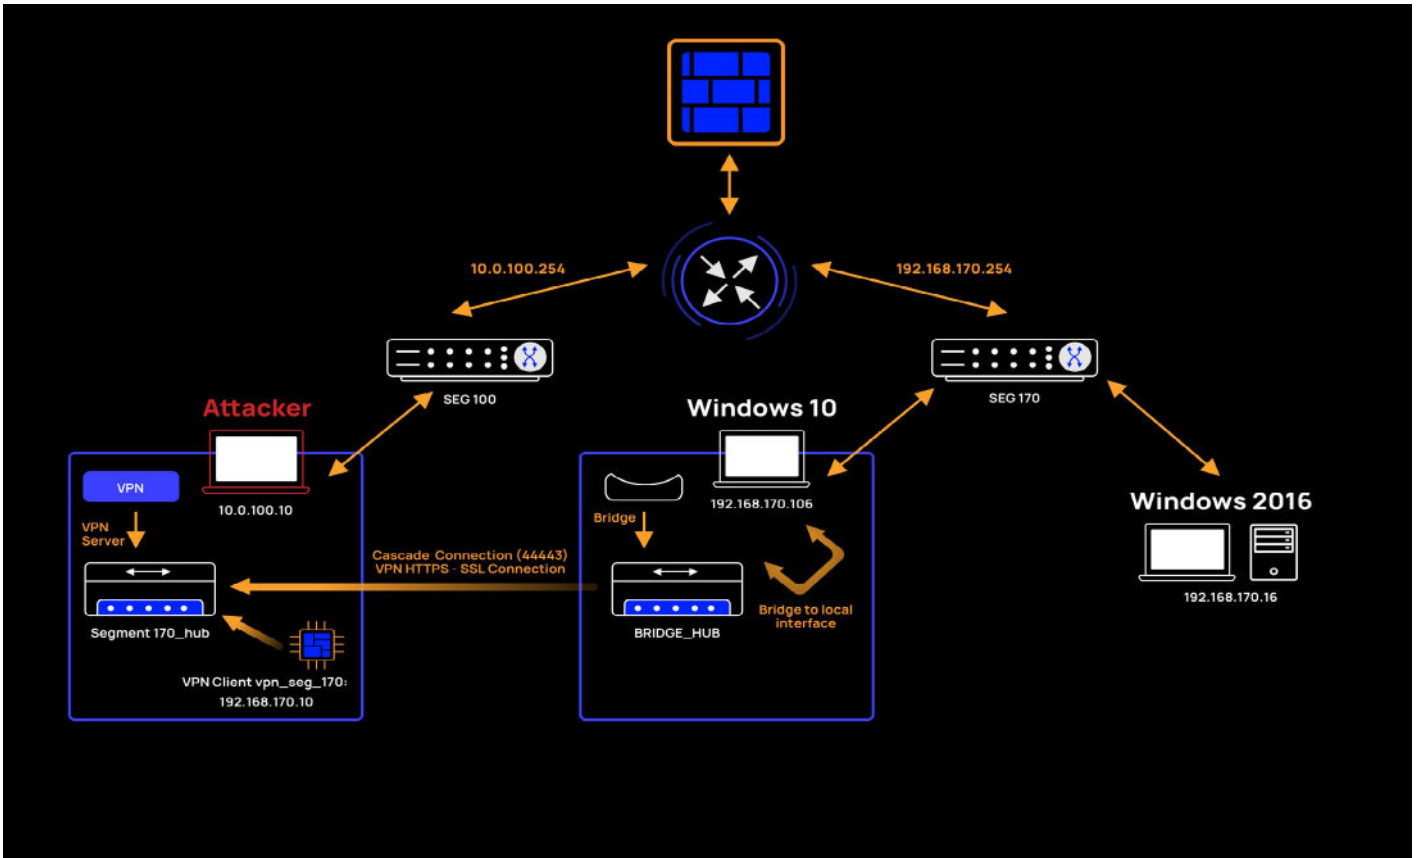 10.0.100.254
192.168.170.254
SEG 100
SEG 170
Attacker
10.0.100.10
VPN
VPN
Server
Segment 170_hub
VPN Client vpn_seg_170:
192.168.170.10
Cascade Connection (44443)
VPN HTTPS - SSL Connection
Windows 10
192.168.170.106
Bridge
BRIDGE_HUB
Bridge to local
interface
Windows 2016
192.168.170.16